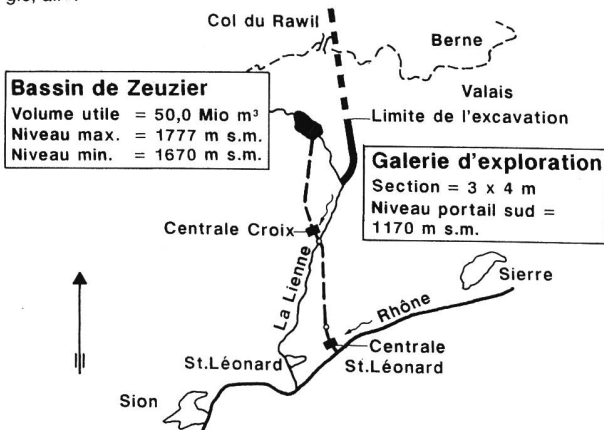 Col du Rawil
Berne
Valais
Bassin de Zeuzier
Volume utile = 50,0 Mio m³
Niveau max. = 1777 m s.m.
Niveau min. = 1670 m s.m.
Limite de l'excavation
Galerie d'exploration
Section = 3 x 4 m
Niveau portail sud =
1170 m s.m.
Centrale Croix
La Lienne
Sierre
Rhône
Centrale
St.Léonard
St.Léonard
Sion